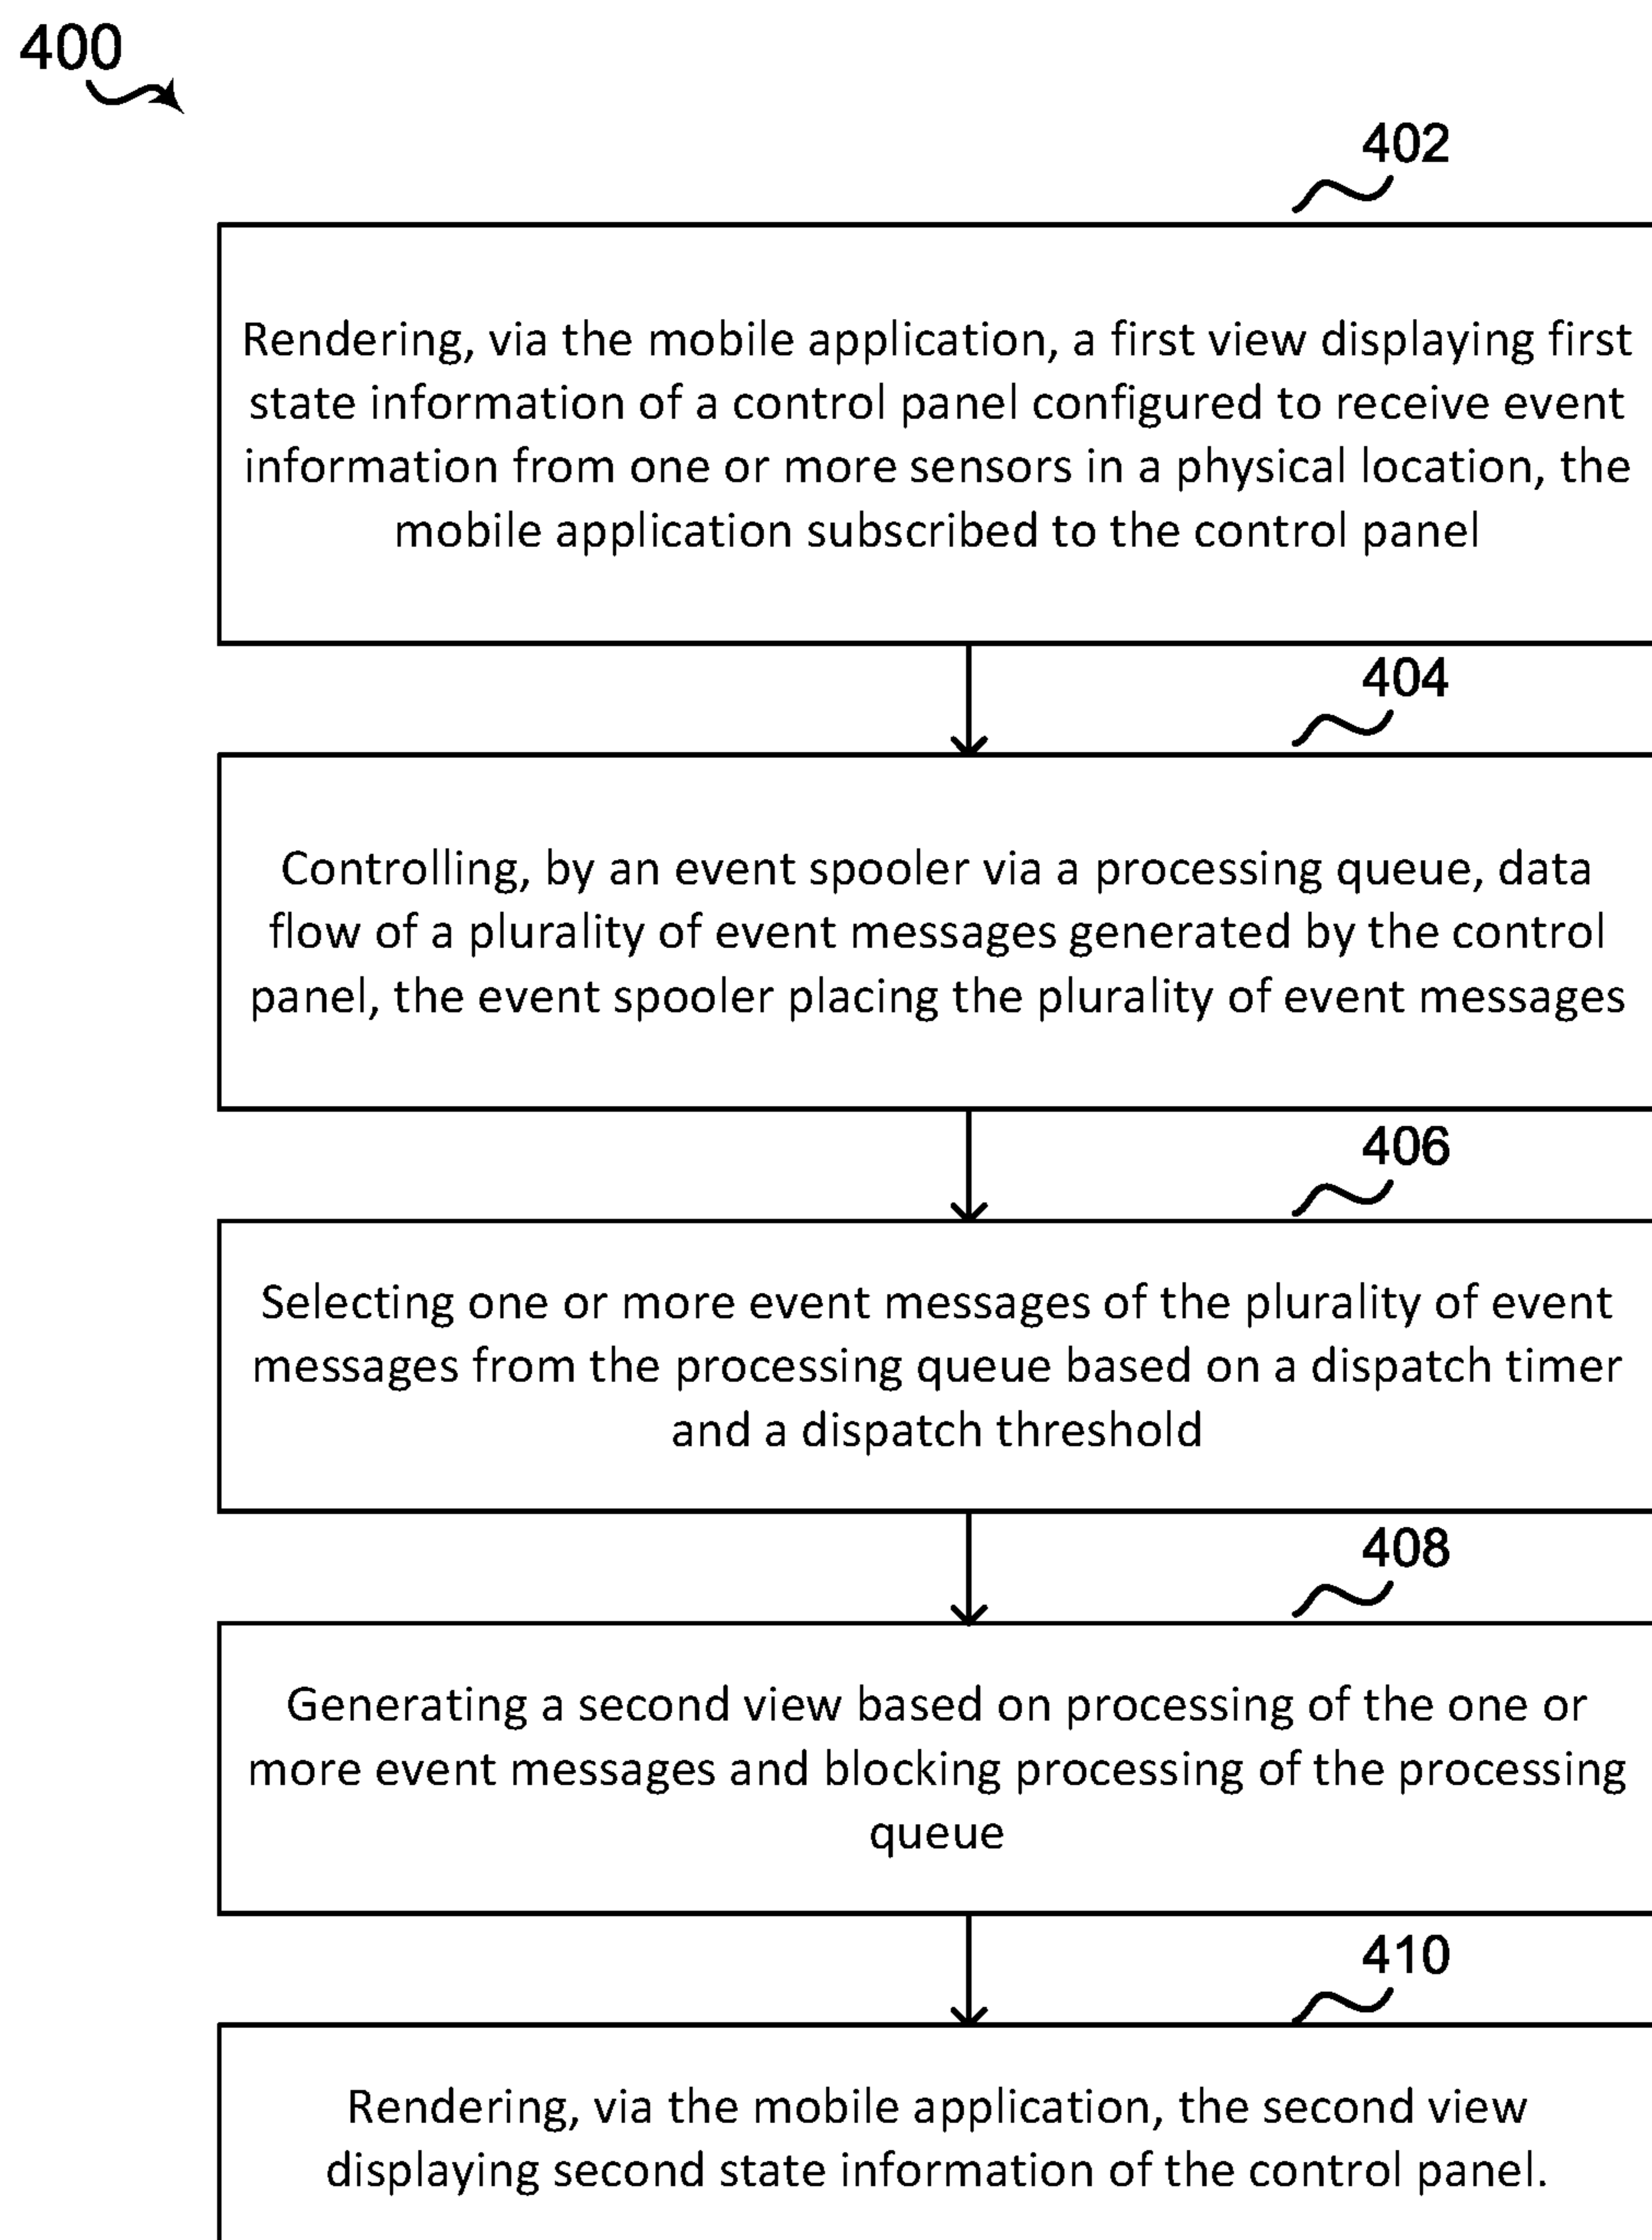 400
402
Rendering, via the mobile application, a first view displaying first
state information of a control panel configured to receive event
information from one or more sensors in a physical location, the
mobile application subscribed to the control panel
404
Controlling, by an event spooler via a processing queue, data
flow of a plurality of event messages generated by the control
panel, the event spooler placing the plurality of event messages
406
Selecting one or more event messages of the plurality of event
messages from the processing queue based on a dispatch timer
and a dispatch threshold
408
Generating a second view based on processing of the one or
more event messages and blocking processing of the processing
queue
410
Rendering, via the mobile application, the second view
displaying second state information of the control panel.